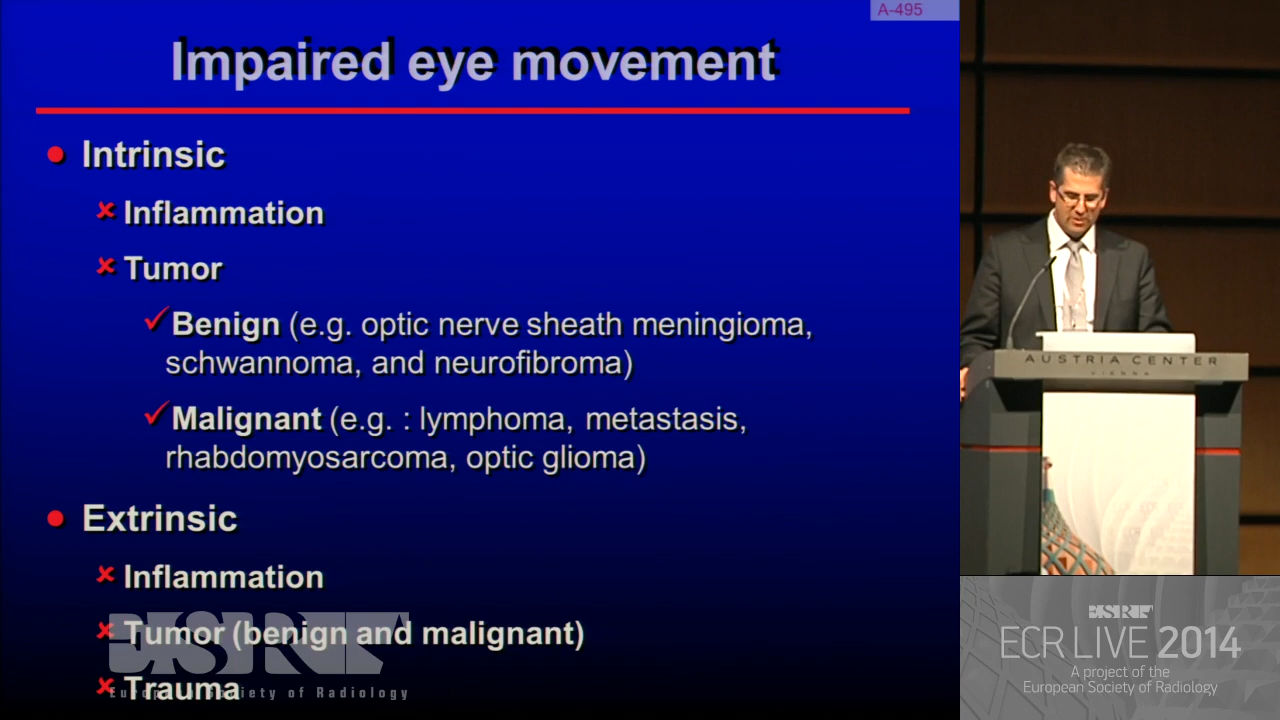 A-495
Impaired eye movement
Intrinsic
Inflammation
Tumor
Benign (e.g. optic nerve sheath meningioma,
schwannoma, and neurofibroma)
Malignant (e.g. : lymphoma, metastasis,
rhabdomyosarcoma, optic glioma)
Extrinsic
Inflammation
Tumor (benign and malignant)
Trauma
European Society of Radiology
AUSTRIA CENTER
VIENNA
ECR LIVE 2014
A project of the
European Society of Radiology